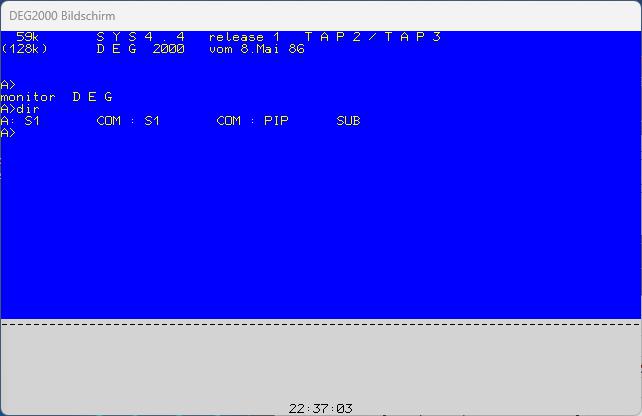 DEG2000 Bildschirm
59k S Y S 4 . 4 release 1 T A P 2 / T A P 3
(128k) D E G 2000 vom 8.Mai 86
A>
monitor D E G
A>dir
A: S1 COM : S1 COM : PIP SUB
A>
--------------------------------------------------------------------------------
22:37:03